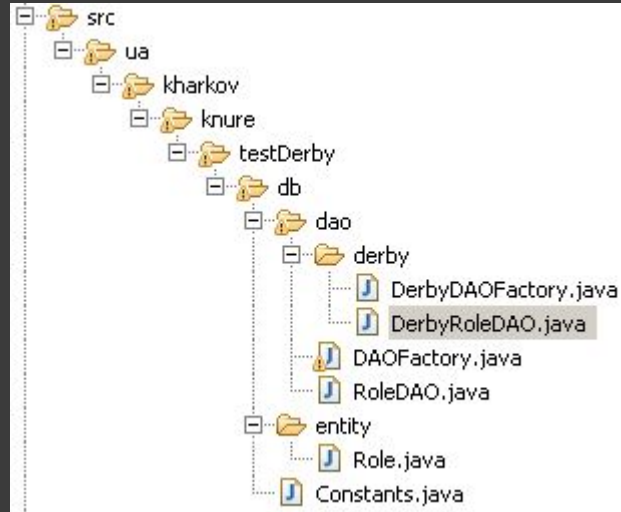 src
ua
kharkov
knure
testDerby
db
dao
derby
DerbyDAOFactory.java
DerbyRoleDAO.java
DAOFactory.java
RoleDAO.java
entity
Role.java
Constants.java